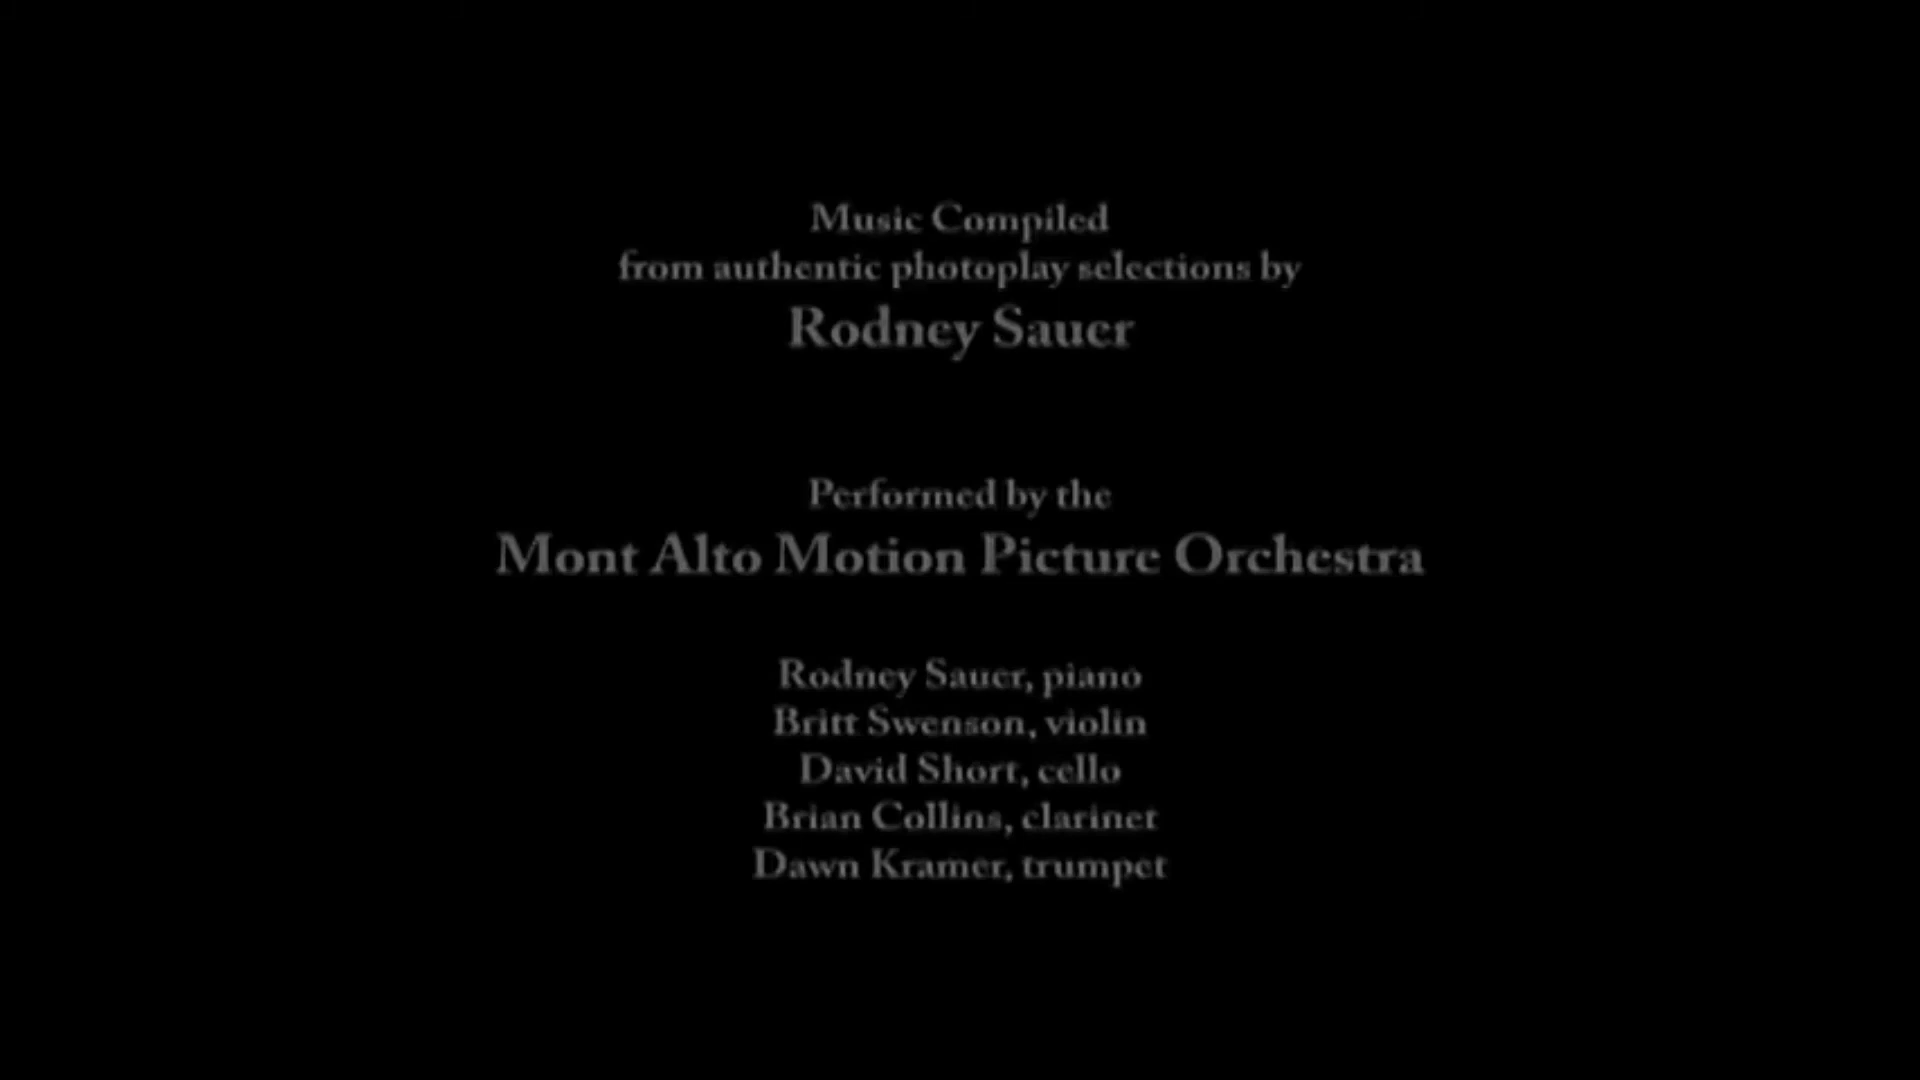 Music Compiled
from authentic photoplay selections by
Rodney Sauer
Performed by the
Mont Alto Motion Picture Orchestra
Rodney Sauer, piano
Britt Swenson, violin
David Short, cello
Brian Collins, clarinet
Dawn Kramer, trumpet